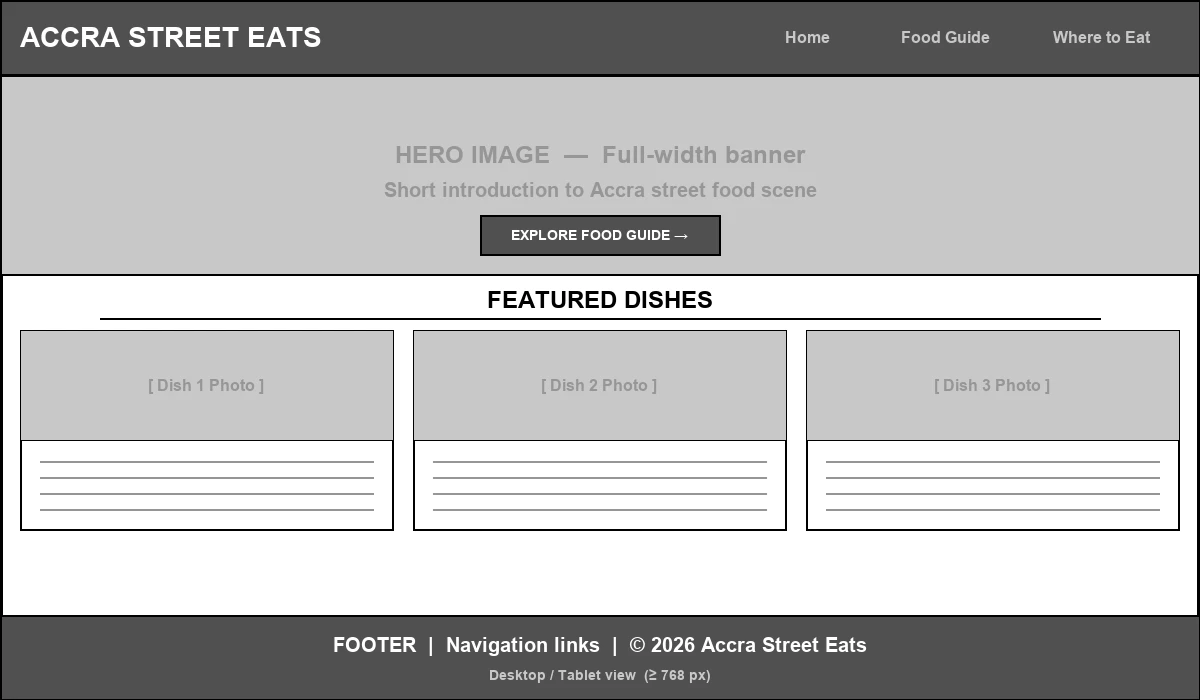 ACCRA STREET EATS Home Food Guide Where to Eat
HERO IMAGE — Full-width banner
Short introduction to Accra street food scene
EXPLORE FOOD GUIDE →
FEATURED DISHES
[ Dish 1 Photo ] [ Dish 2 Photo ] [ Dish 3 Photo ]
FOOTER | Navigation links | © 2026 Accra Street Eats
Desktop / Tablet view (≥ 768 px)